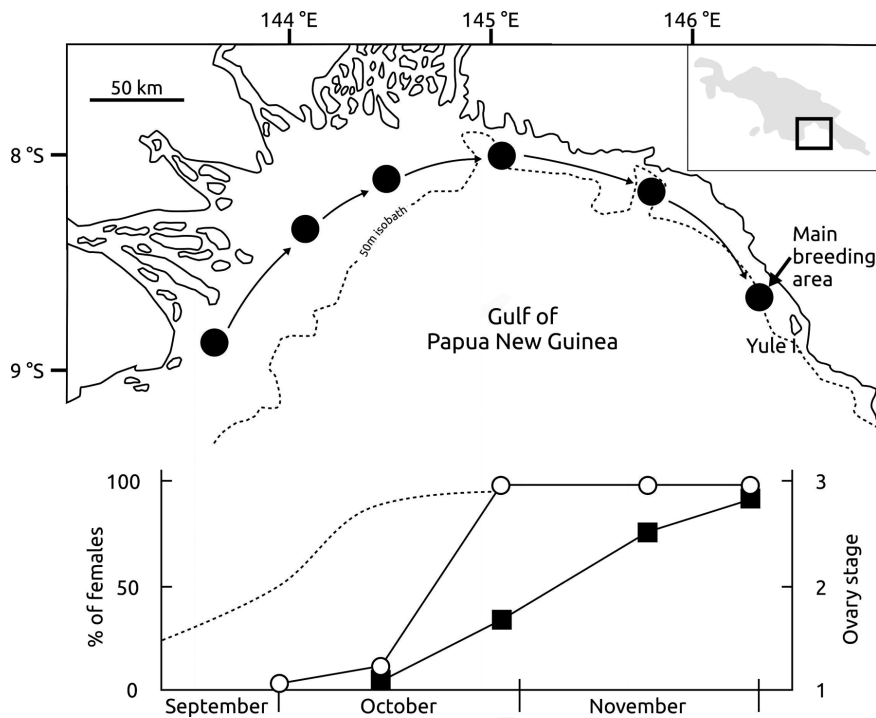 144 °E
145 °E
146 °E
50 km
8 °S
50m isobath
Main
breeding
area
Gulf of
Papua New Guinea
Yule I.
9 °S
100
3
% of females
50
2
Ovary stage
0
1
September
October
November